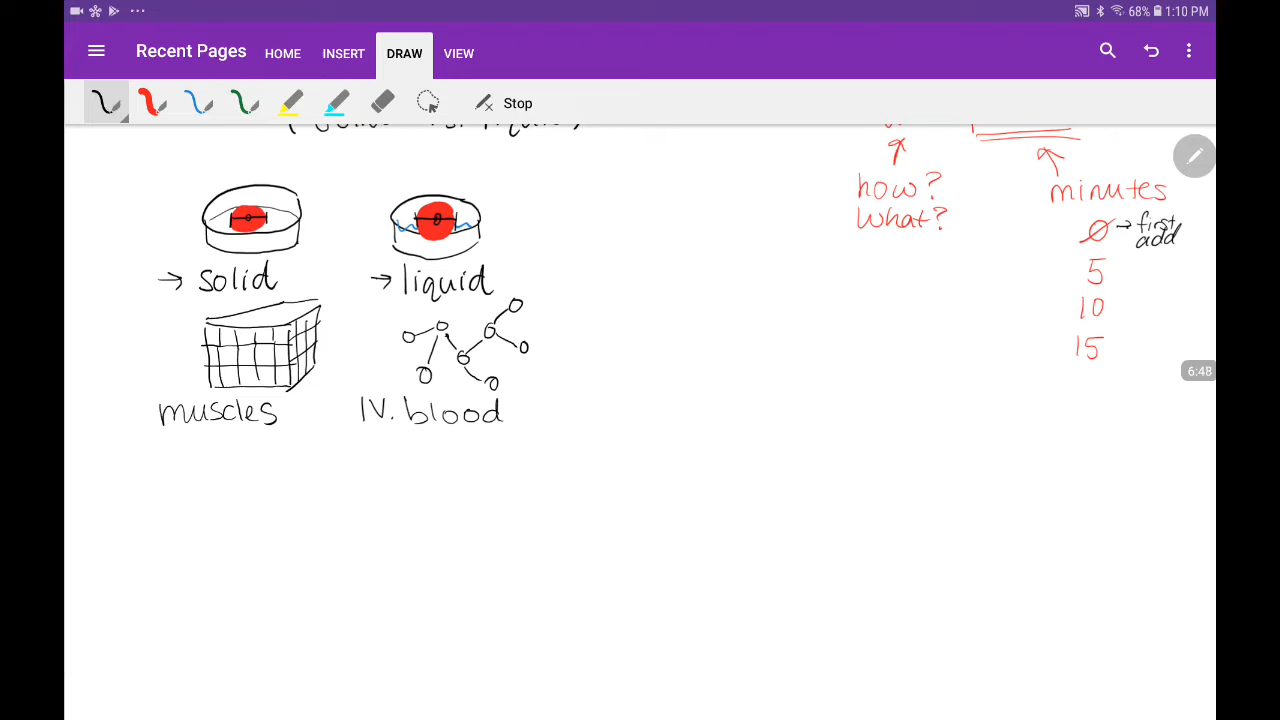 68% 1:10 PM
Recent Pages HOME INSERT DRAW VIEW
Stop
how?
what?
minutes
0 → first
add
5
10
15
→ solid
→ liquid
muscles
IV. blood
6:48